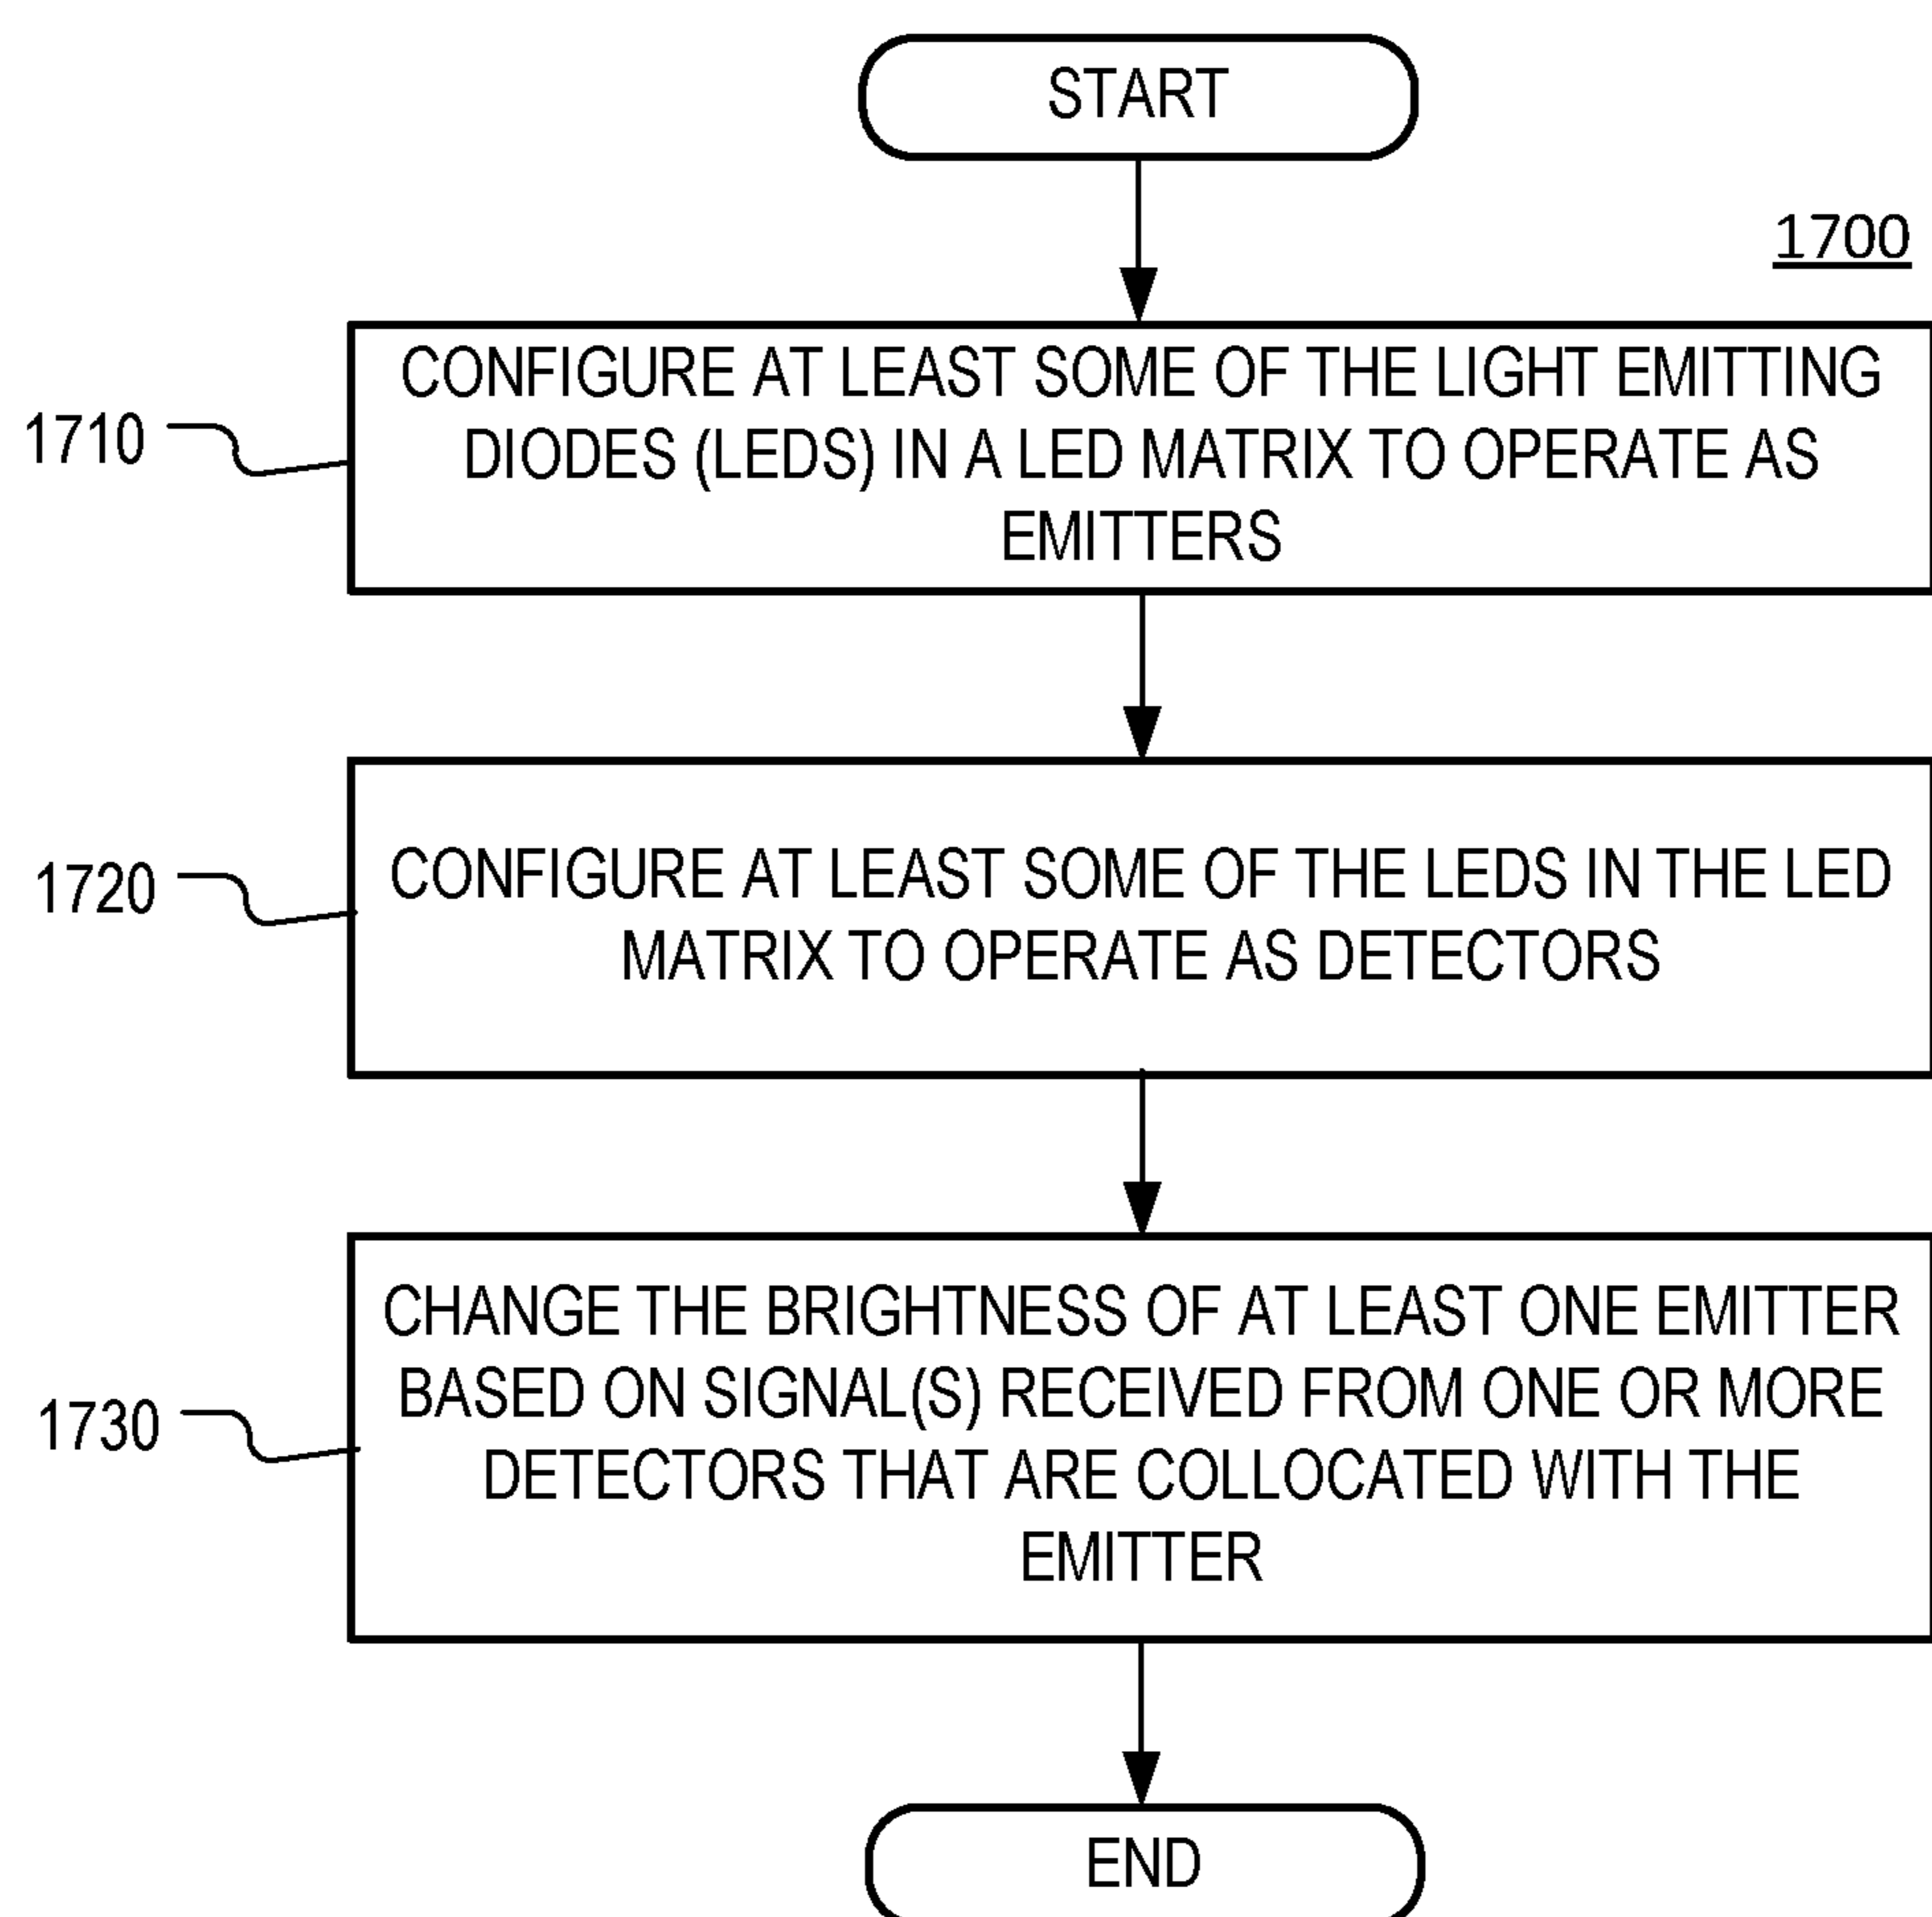 START
1700
CONFIGURE AT LEAST SOME OF THE LIGHT EMITTING
DIODES (LEDS) IN A LED MATRIX TO OPERATE AS
EMITTERS
1710
CONFIGURE AT LEAST SOME OF THE LEDS IN THE LED
MATRIX TO OPERATE AS DETECTORS
1720
CHANGE THE BRIGHTNESS OF AT LEAST ONE EMITTER
BASED ON SIGNAL(S) RECEIVED FROM ONE OR MORE
DETECTORS THAT ARE COLLOCATED WITH THE
EMITTER
1730
END